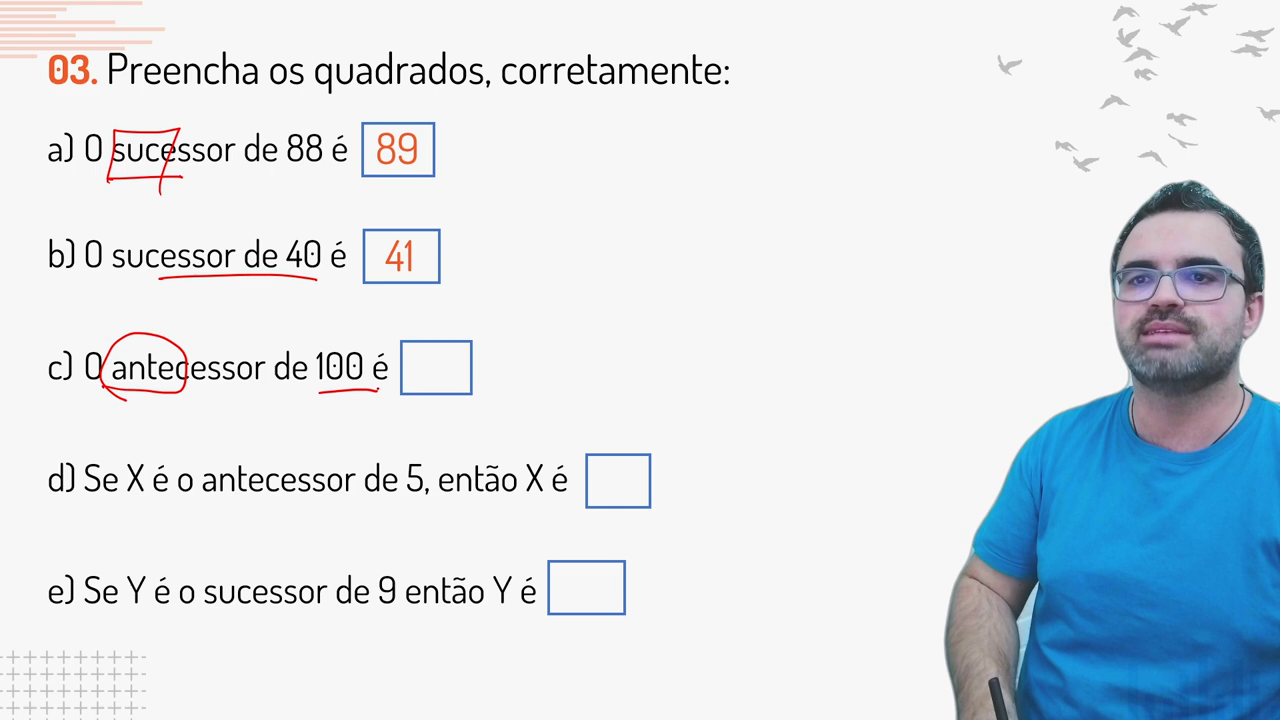 03. Preencha os quadrados, corretamente:
a) O sucessor de 88 é 89
b) O sucessor de 40 é 41
c) O antecessor de 100 é
d) Se X é o antecessor de 5, então X é
e) Se Y é o sucessor de 9 então Y é